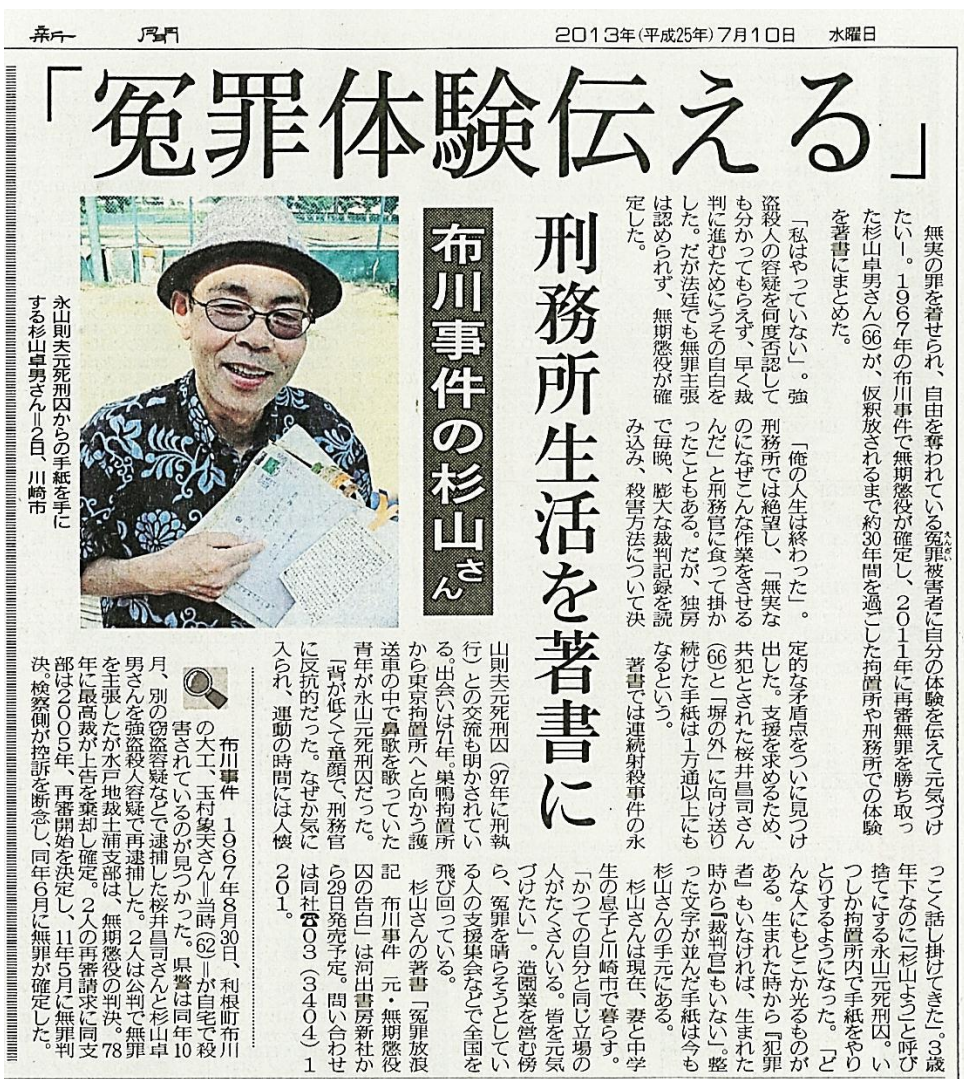 新聞
2013年(平成25年)7月10日 水曜日
「冤罪体験伝える」
刑務所生活を著書に
布川事件の杉山さん
永山則夫元死刑囚からの手紙を手に
する杉山卓男さん=2日、川崎市
無実の罪を着せられ、自由を奪われている冤罪被害者に自分の体験を伝えて元気づけ
たい―。1967年の布川事件で無期懲役が確定し、2011年に再審無罪を勝ち取っ
た杉山卓男さん(66)が、仮釈放されるまで約30年間を過ごした拘置所や刑務所での体験
を著書にまとめた。
「私はやっていない」。強
盗殺人の容疑を何度否認して
も分かってもらえず、早く裁
判に進むためにうその自白を
した。だが法廷でも無罪主張
は認められず、無期懲役が確
定した。
「俺の人生は終わった」。
刑務所では絶望し、「無実な
のになぜこんな作業をさせる
んだ」と刑務官に食って掛か
ったこともある。だが、独房
で毎晩、膨大な裁判記録を読
み込み、殺害方法について決
定的な矛盾点をついに見つけ
出した。支援を求めるため、
共犯とされた桜井昌司さん
(66)と「塀の外」に向け送り
続けた手紙は1万通以上にも
なるという。
著書では連続射殺事件の永
山則夫元死刑囚(97年に刑執
行)との交流も明かされてい
る。出会いは71年。巣鴨拘置所
から東京拘置所へと向かう護
送車の中で鼻歌を歌っていた
青年が永山元死刑囚だった。
「背が低くて童顔で、刑務官
に反抗的だった。なぜか気に
入られ、運動の時間には人懐
っこく話し掛けてきた」。3歳
年下なのに「杉山よう」と呼び
捨てにする永山元死刑囚。い
つしか拘置所内で手紙をやり
とりするようになった。「ど
んな人にもどこか光るものが
ある。生まれた時から『犯罪
者』もいなければ、生まれた
時から『裁判官』もいない」。整
った文字が並んだ手紙は今も
杉山さんの手元にある。
杉山さんは現在、妻と中学
生の息子と川崎市で暮らす。
「かつての自分と同じ立場の
人がたくさんいる。皆を元気
づけたい」。造園業を営む傍
ら、冤罪を晴らそうとしてい
る人の支援集会などで全国を
飛び回っている。
杉山さんの著書「冤罪放浪
記 布川事件 元・無期懲役
囚の告白」は河出書房新社か
ら29日発売予定。問い合わせ
は同社☎03(3404)1
201。
布川事件 1967年8月30日、利根町布川
の大工、玉村象天さん=当時(62)=が自宅で殺
害されているのが見つかった。県警は同年10
月、別の窃盗容疑などで逮捕した桜井昌司さんと杉山卓
男さんを強盗殺人容疑で再逮捕した。2人は公判で無罪
を主張したが水戸地裁土浦支部は、無期懲役の判決。78
年に最高裁が上告を棄却し確定。2人の再審請求に同支
部は2005年、再審開始を決定し、11年5月に無罪判
決。検察側が控訴を断念し、同年6月に無罪が確定した。